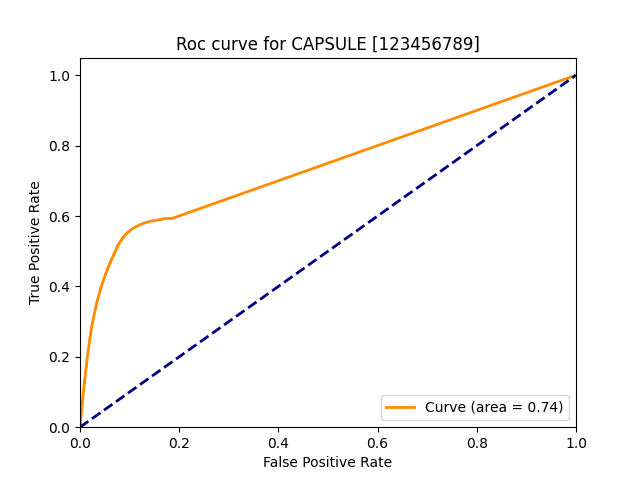 Roc curve for CAPSULE [123456789]
True Positive Rate
1.0
0.8
0.6
0.4
0.2
0.0
Curve (area = 0.74)
0.0 0.2 0.4 0.6 0.8 1.0
False Positive Rate